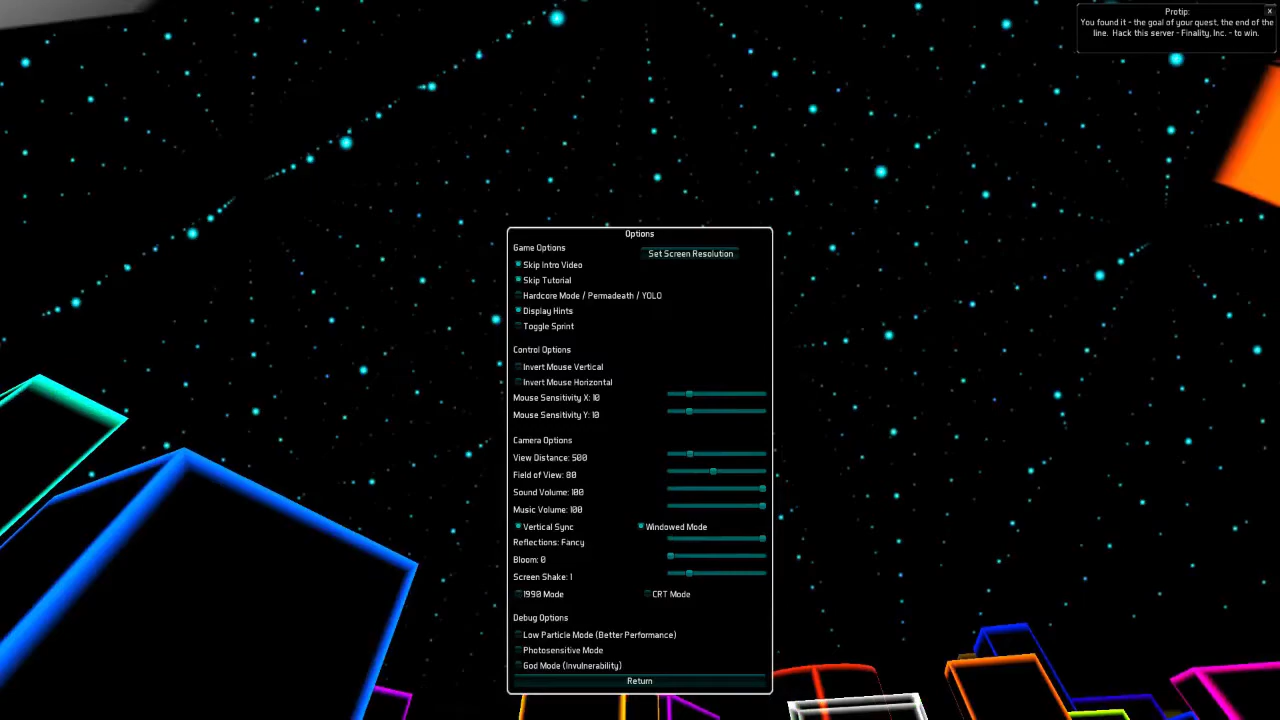 Protip:
x
You found it - the goal of your quest, the end of the
line. Hack this server - Finality, Inc. - to win.
Options
Game Options
Set Screen Resolution
Skip Intro Video
Skip Tutorial
Hardcore Mode / Permadeath / YOLO
Display Hints
Toggle Sprint
Control Options
Invert Mouse Vertical
Invert Mouse Horizontal
Mouse Sensitivity X: 10
Mouse Sensitivity Y: 10
Camera Options
View Distance: 500
Field of View: 80
Sound Volume: 100
Music Volume: 100
Vertical Sync
Windowed Mode
Reflections: Fancy
Bloom: 0
Screen Shake: 1
1990 Mode
CRT Mode
Debug Options
Low Particle Mode (Better Performance)
Photosensitive Mode
God Mode (Invulnerability)
Return